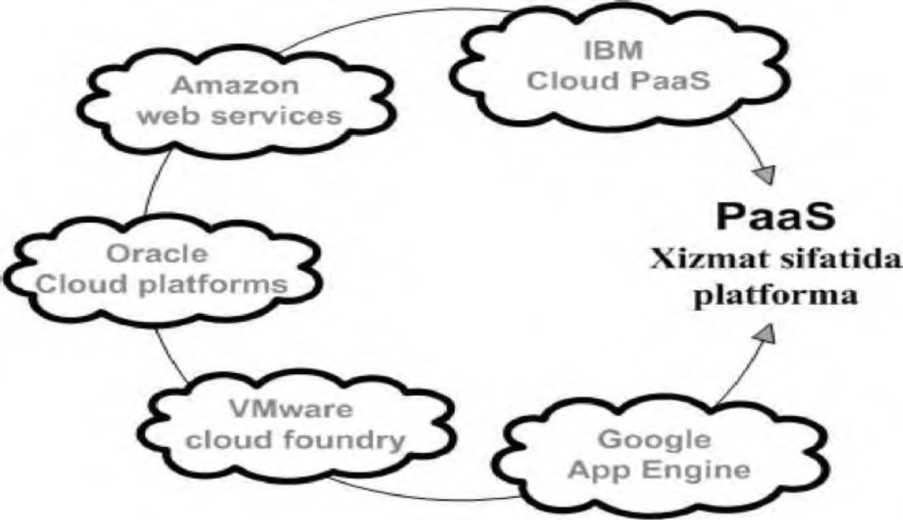 IBM
Cloud PaaS
Amazon
web services
PaaS
Xizmat sifatida
platforma
Oracle
Cloud platforms
VMware
cloud foundry
Google
App Engine